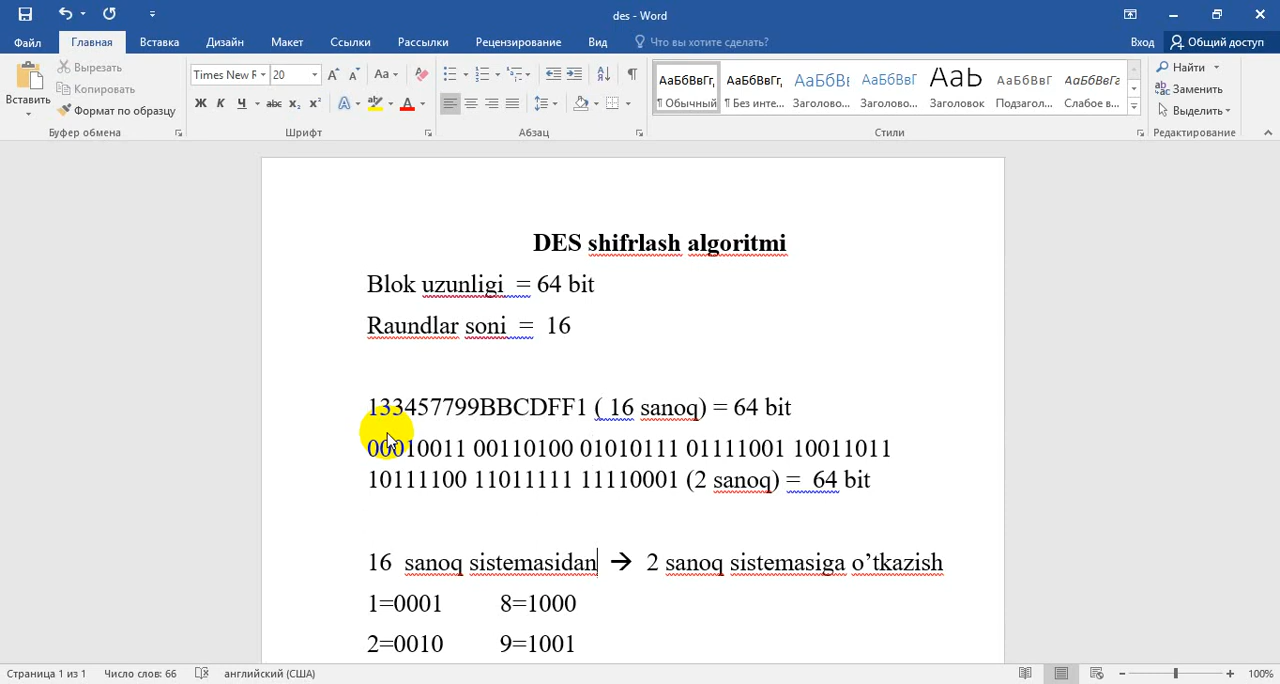 des - Word
Файл Главная Вставка Дизайн Макет Ссылки Рассылки Рецензирование Вид Что вы хотите сделать? Вход Общий доступ
Вставить
Вырезать
Копировать
Формат по образцу
Буфер обмена
Times New F 20
Aa
Ж К Ч abc x₂ x² A A
Шрифт
Абзац
АаБбВвГг, АаБбВвГг, АаБбВі АаБбВвГ АаЬ АаБбВвГ АаБбВвГг
¶ Обычный ¶ Без инте... Заголово... Заголово... Заголовок Подзагол... Слабое в...
Стили
Найти
Заменить
Выделить
Редактирование
DES shifrlash algoritmi
Blok uzunligi = 64 bit
Raundlar soni = 16
133457799BBCDFF1 ( 16 sanoq) = 64 bit
00010011 00110100 01010111 01111001 10011011
10111100 11011111 11110001 (2 sanoq) = 64 bit
16 sanoq sistemasidan → 2 sanoq sistemasiga o’tkazish
1=0001 8=1000
2=0010 9=1001
Страница 1 из 1 Число слов: 66 английский (США) 100%